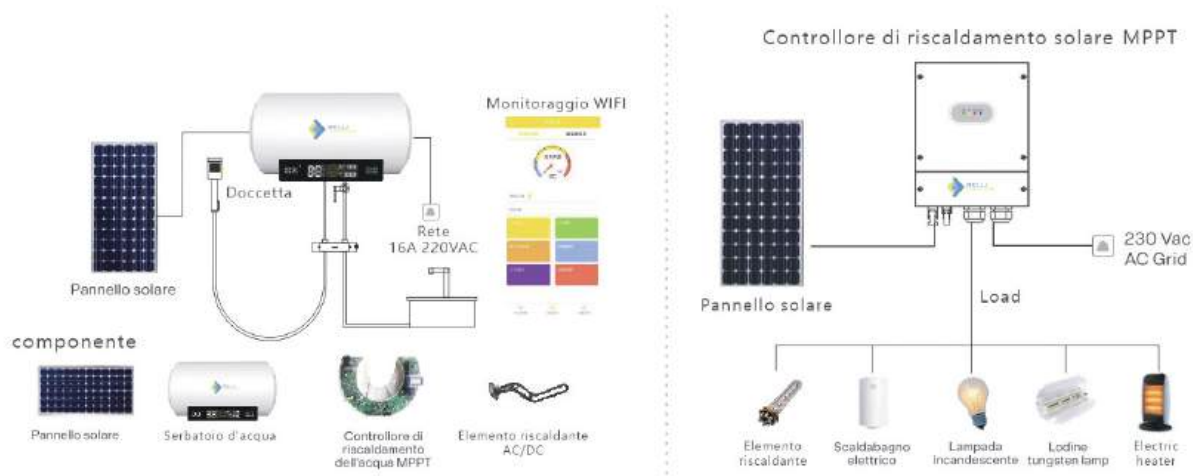 Controllore di riscaldamento solare MPPT
Monitoraggio WIFI
Doccetta
Rete
16A 220VAC
Pannello solare
componente
Pannello solare
Serbatoio d'acqua
Controllore di
riscaldamento
dell'acqua MPPT
Elemento riscaldante
AC/DC
230 Vac
AC Grid
Pannello solare
Load
Elemento
riscaldante
Scaldabagno
elettrico
Lampada
incandescente
Lodine
tungsten lamp
Electric
heater